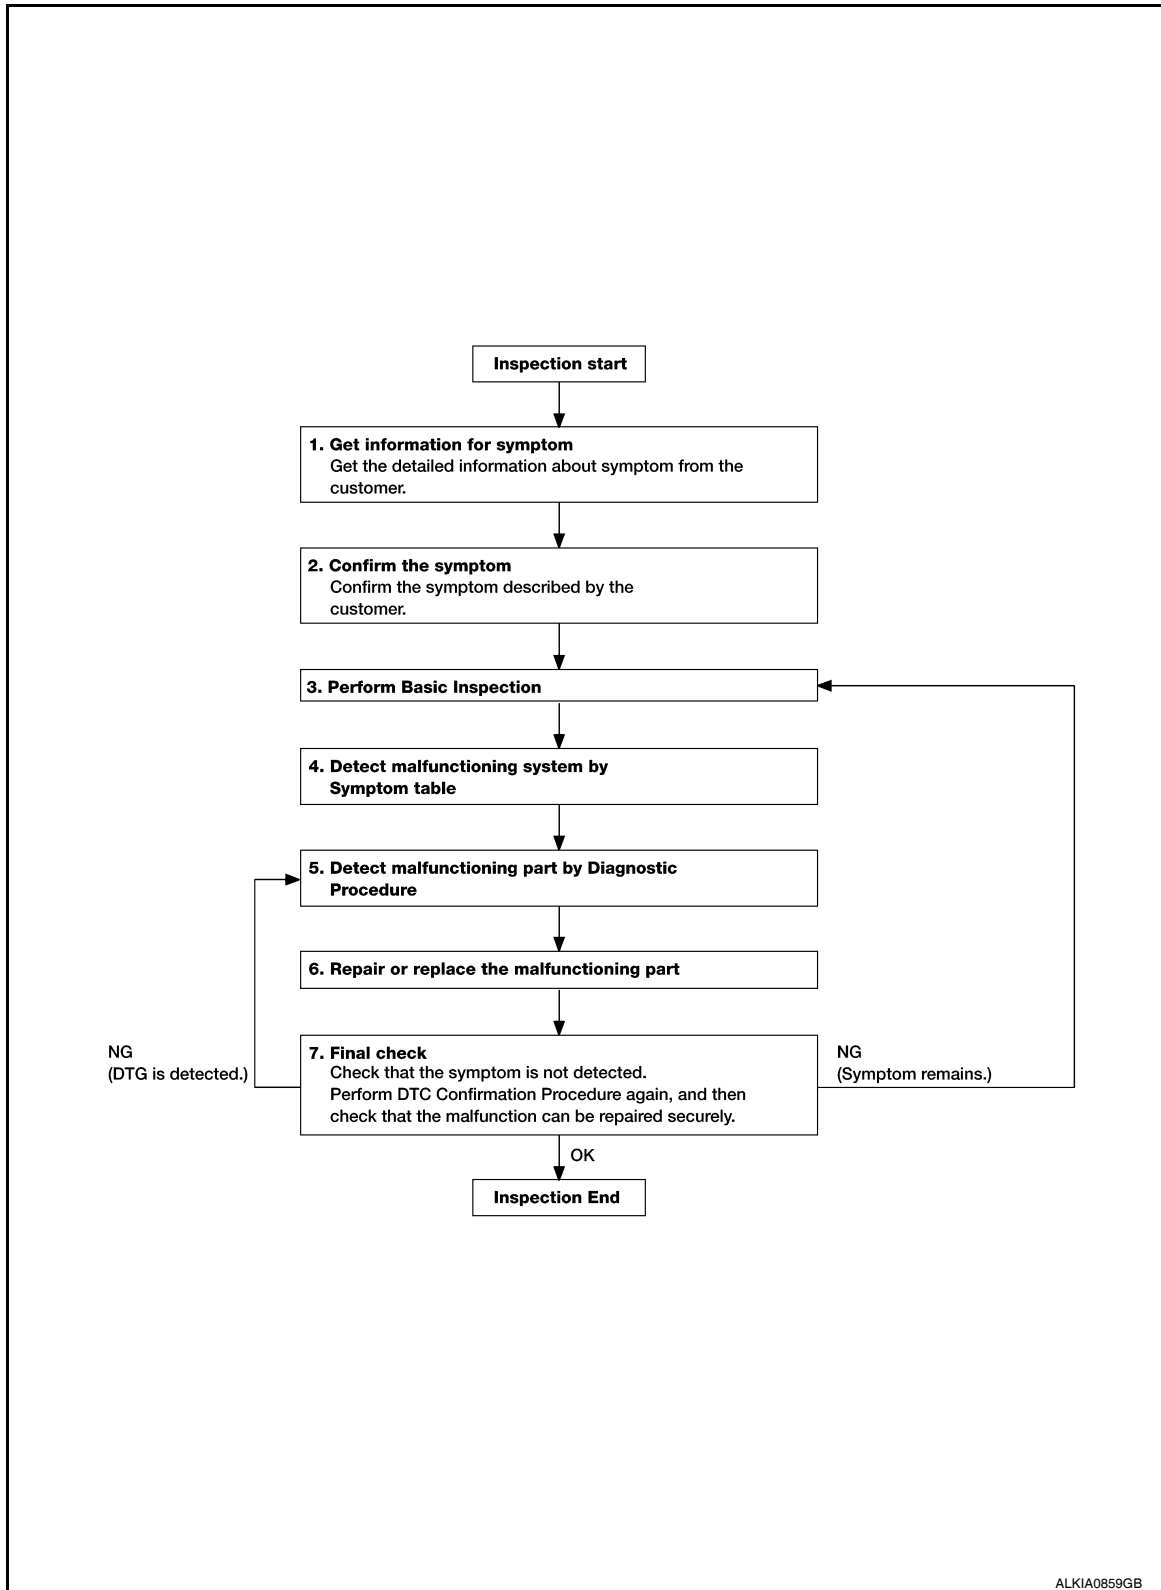 Inspection start
1. Get information for symptom
Get the detailed information about symptom from the
customer.
2. Confirm the symptom
Confirm the symptom described by the
customer.
3. Perform Basic Inspection
4. Detect malfunctioning system by
Symptom table
5. Detect malfunctioning part by Diagnostic
Procedure
6. Repair or replace the malfunctioning part
NG
(DTG is detected.)
7. Final check
Check that the symptom is not detected.
Perform DTC Confirmation Procedure again, and then
check that the malfunction can be repaired securely.
NG
(Symptom remains.)
OK
Inspection End
ALKIA0859GB